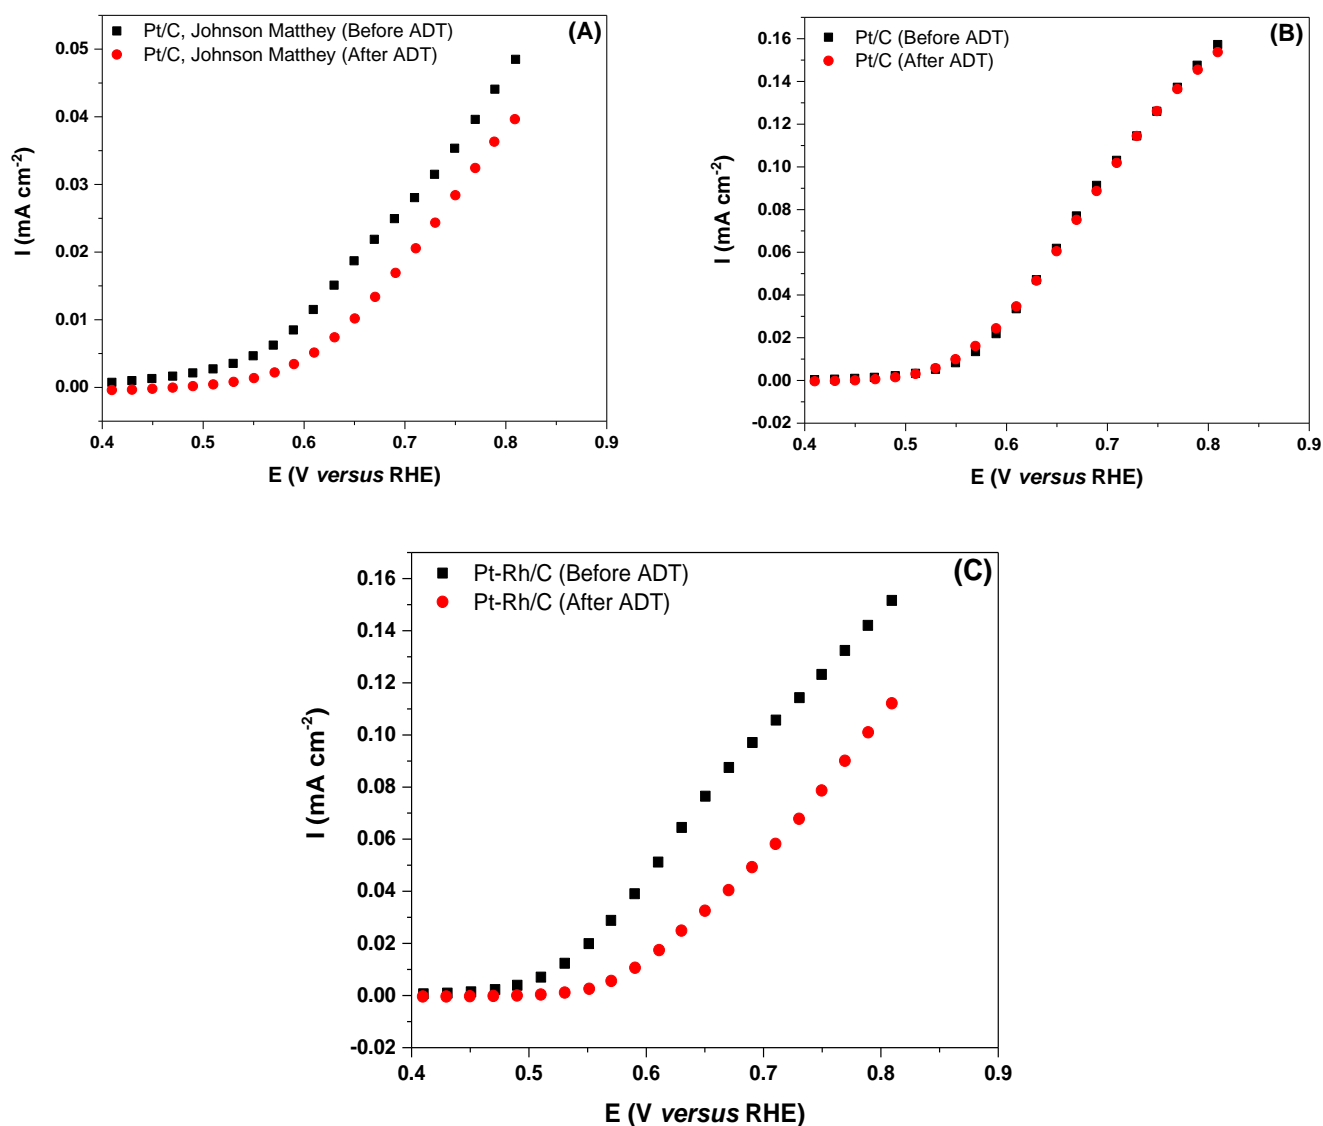 Pt/C, Johnson Matthey (Before ADT)
Pt/C, Johnson Matthey (After ADT)
(A)
0.05
0.04
0.03
0.02
0.01
0.00
I (mA cm⁻²)
0.4 0.5 0.6 0.7 0.8 0.9
E (V versus RHE)
Pt/C (Before ADT)
Pt/C (After ADT)
(B)
0.16
0.14
0.12
0.10
0.08
0.06
0.04
0.02
0.00
-0.02
I (mA cm⁻²)
0.4 0.5 0.6 0.7 0.8 0.9
E (V versus RHE)
Pt-Rh/C (Before ADT)
Pt-Rh/C (After ADT)
(C)
0.16
0.14
0.12
0.10
0.08
0.06
0.04
0.02
0.00
-0.02
I (mA cm⁻²)
0.4 0.5 0.6 0.7 0.8 0.9
E (V versus RHE)